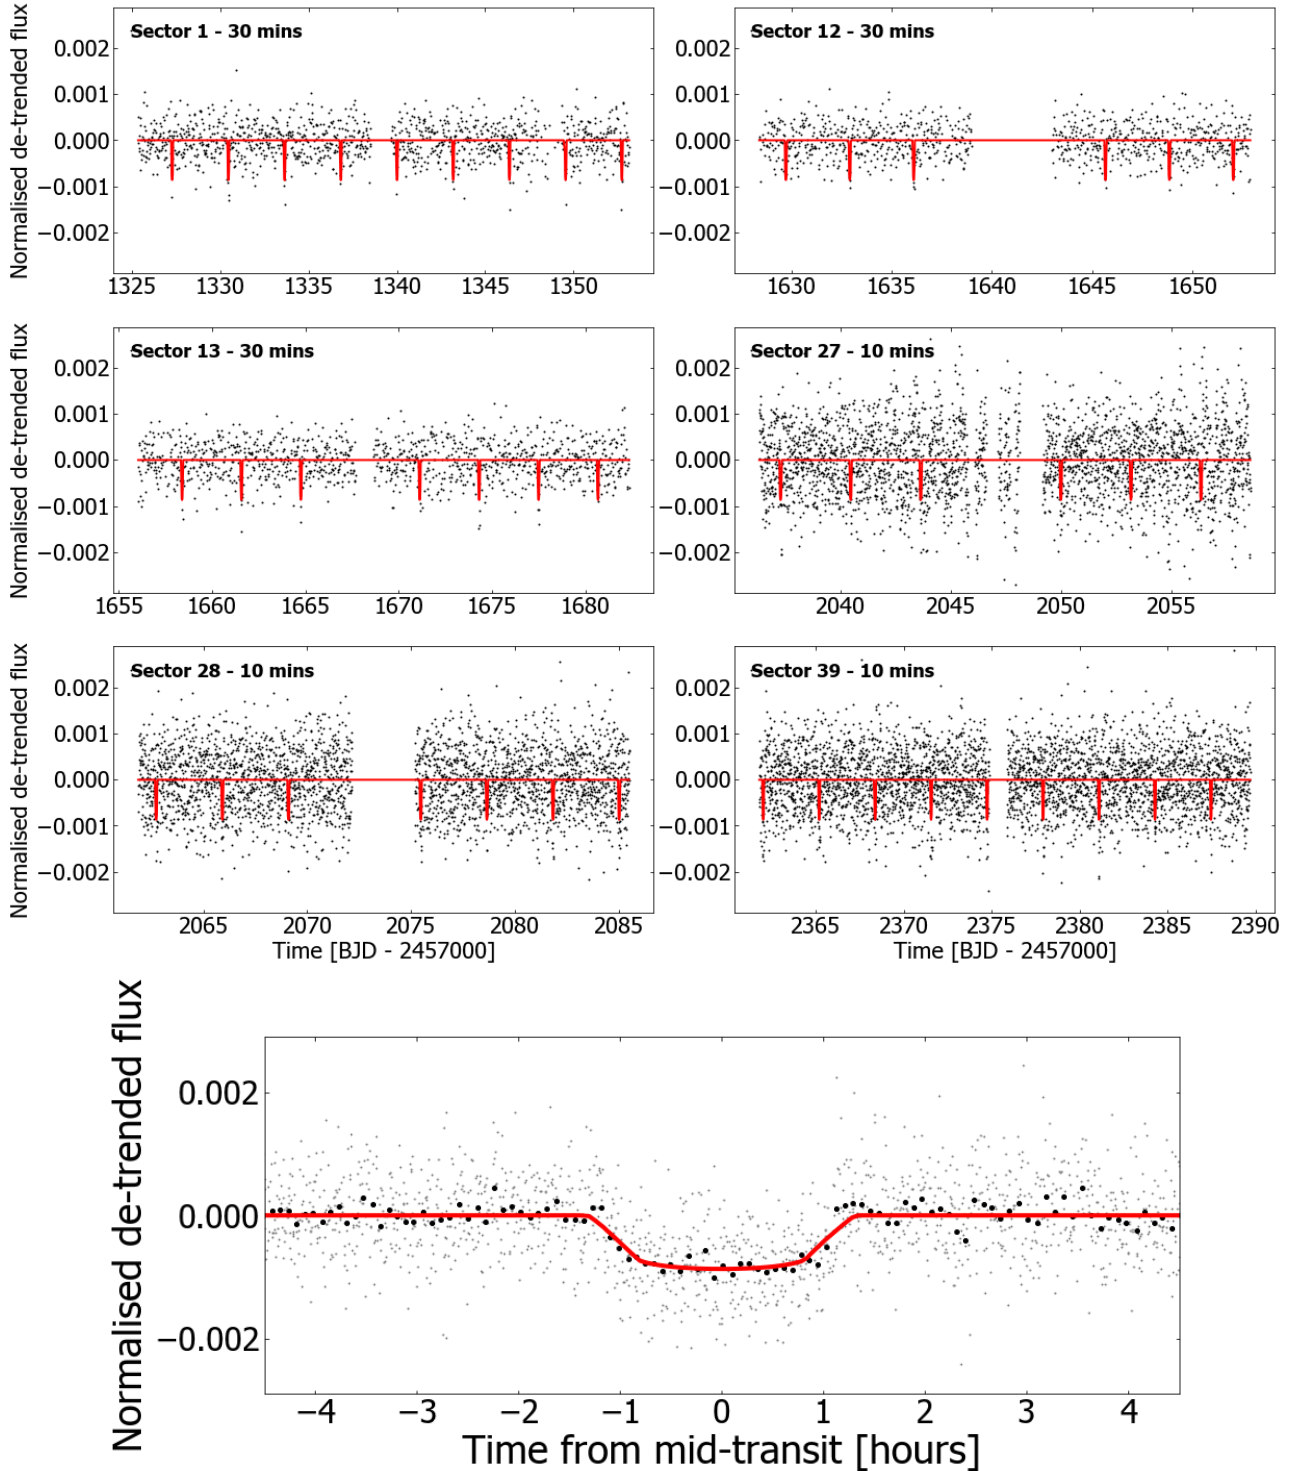 Normalised de-trended flux
0.002
0.001
0.000
−0.001
−0.002
Sector 1 - 30 mins
1325 1330 1335 1340 1345 1350
0.002
0.001
0.000
−0.001
−0.002
Sector 12 - 30 mins
1630 1635 1640 1645 1650
Normalised de-trended flux
0.002
0.001
0.000
−0.001
−0.002
Sector 13 - 30 mins
1655 1660 1665 1670 1675 1680
0.002
0.001
0.000
−0.001
−0.002
Sector 27 - 10 mins
2040 2045 2050 2055
Normalised de-trended flux
0.002
0.001
0.000
−0.001
−0.002
Sector 28 - 10 mins
2065 2070 2075 2080 2085
Time [BJD - 2457000]
0.002
0.001
0.000
−0.001
−0.002
Sector 39 - 10 mins
2365 2370 2375 2380 2385 2390
Time [BJD - 2457000]
Normalised de-trended flux
0.002
0.000
−0.002
−4 −3 −2 −1 0 1 2 3 4
Time from mid-transit [hours]